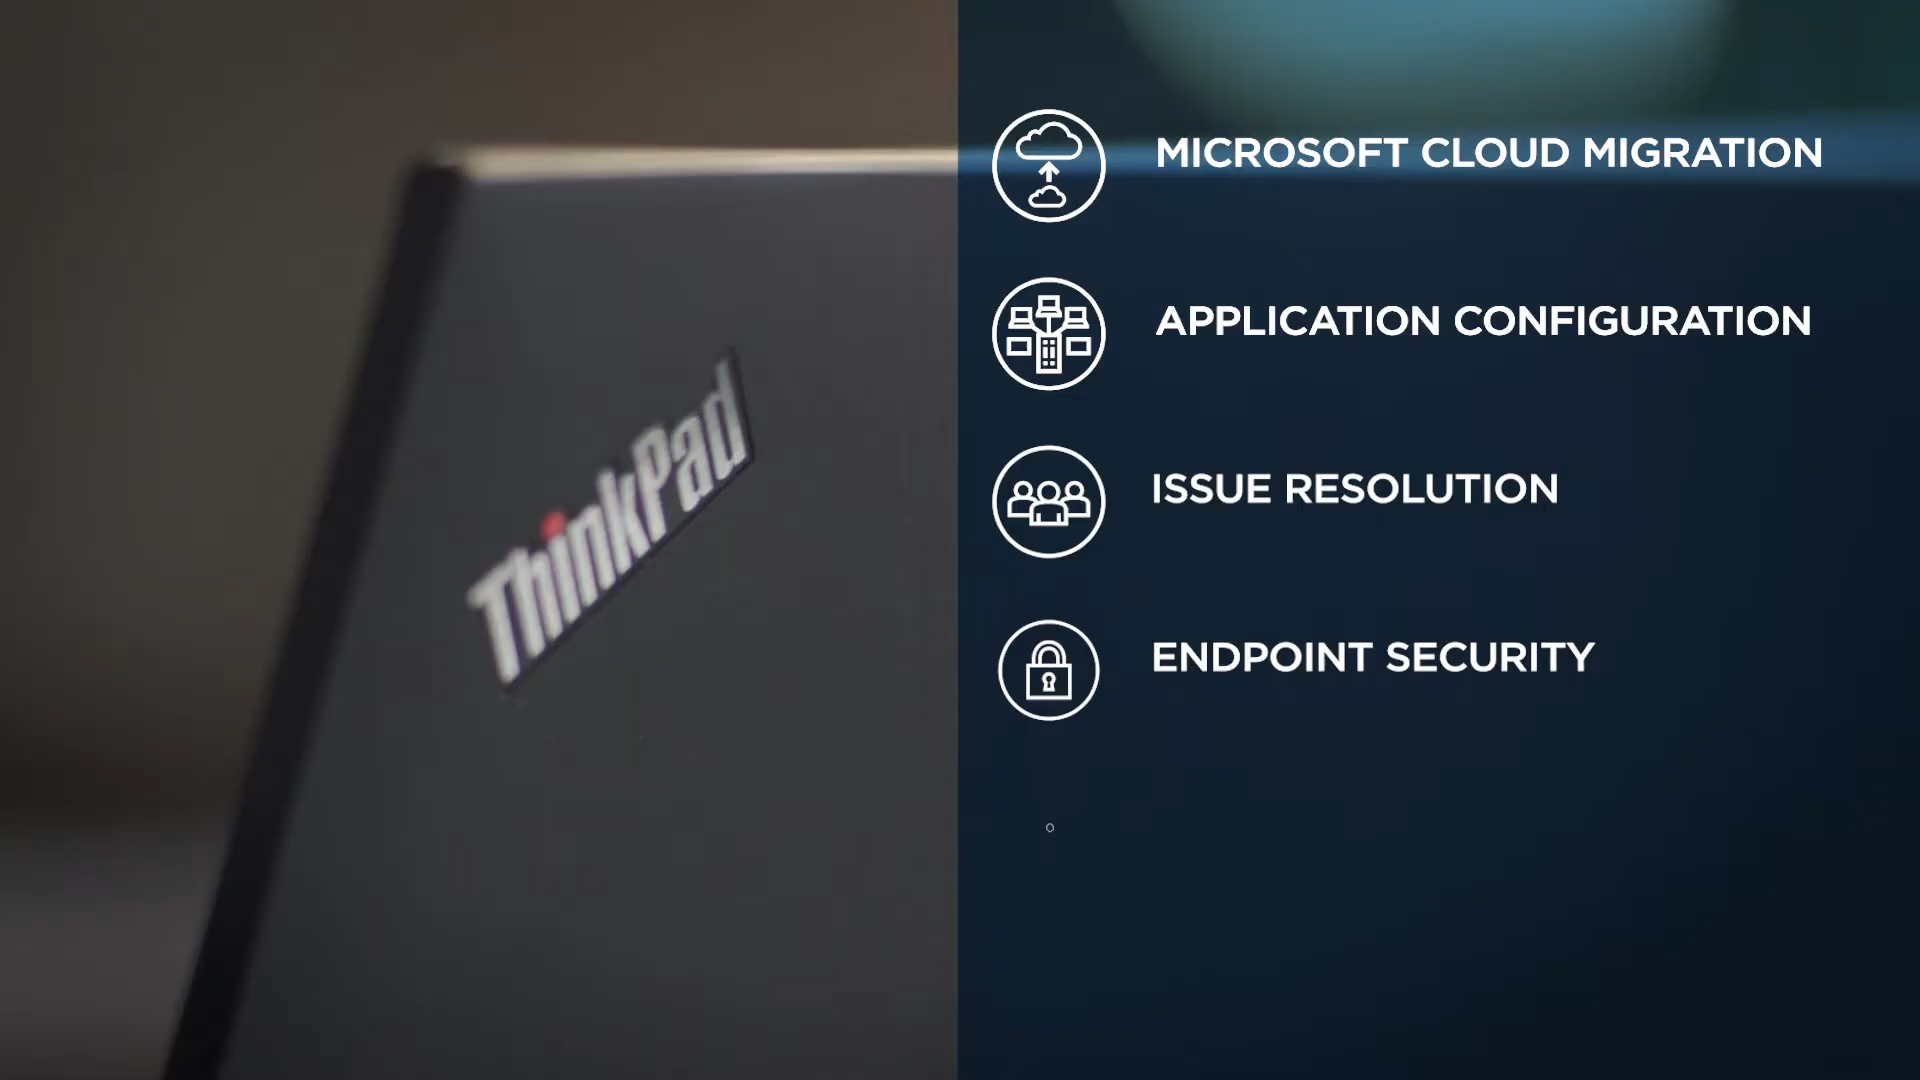 ThinkPad
MICROSOFT CLOUD MIGRATION
APPLICATION CONFIGURATION
ISSUE RESOLUTION
ENDPOINT SECURITY